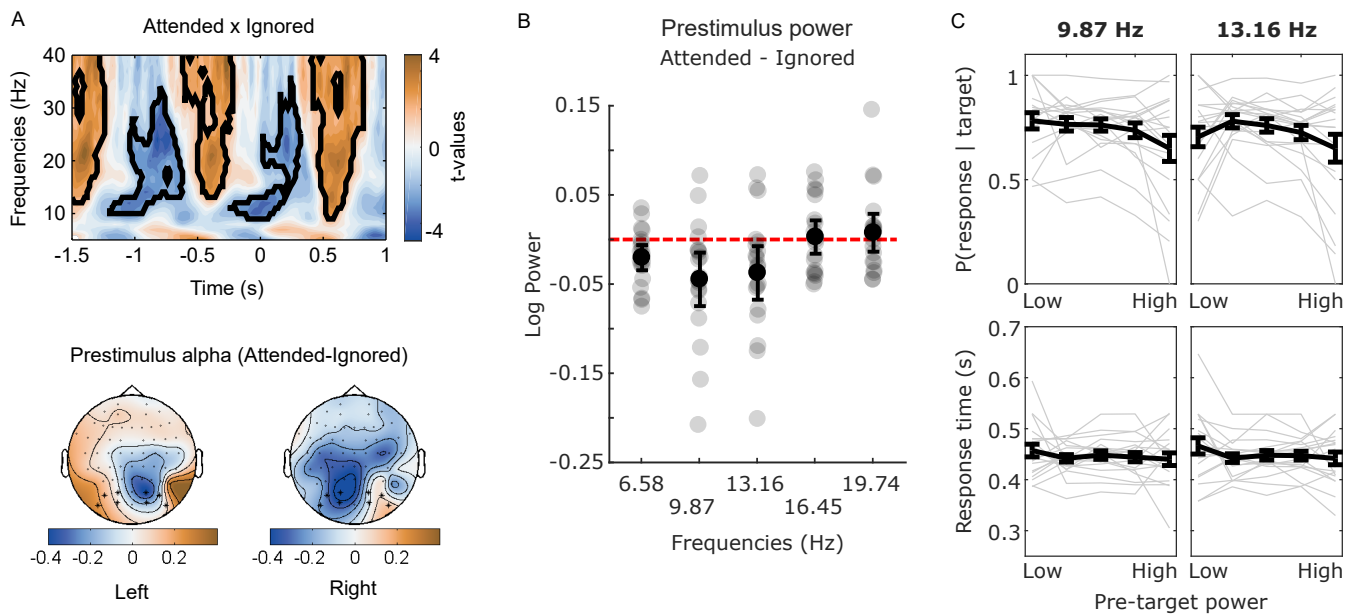 A
Attended x Ignored
Frequencies (Hz)
40
30
20
10
-1.5
-1
-0.5
0
0.5
1
Time (s)
4
0
-4
t-values
Prestimulus alpha (Attended-Ignored)
-0.4
-0.2
0
0.2
Left
-0.4
-0.2
0
0.2
Right
B
Prestimulus power
Attended - Ignored
Log Power
0.15
0.05
-0.05
-0.15
-0.25
6.58
9.87
13.16
16.45
19.74
Frequencies (Hz)
C
9.87 Hz
13.16 Hz
P(response | target)
1
0.5
0
Low
High
Low
High
Response time (s)
0.7
0.6
0.5
0.4
0.3
Low
High
Low
High
Pre-target power